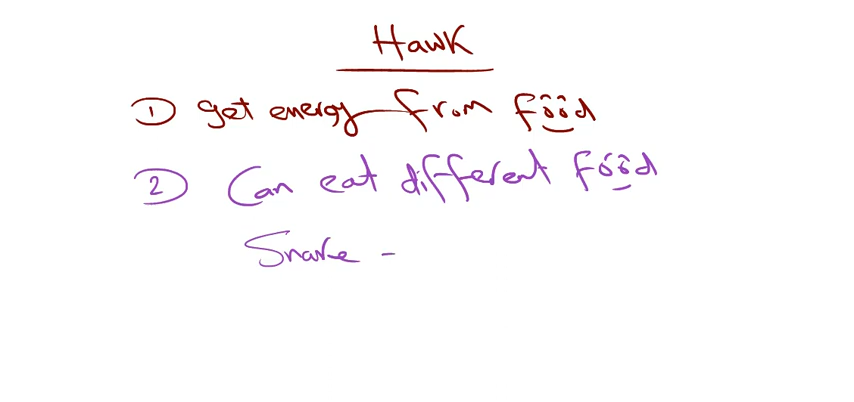 Hawk
① get energy from food
② Can eat different food
Snake -